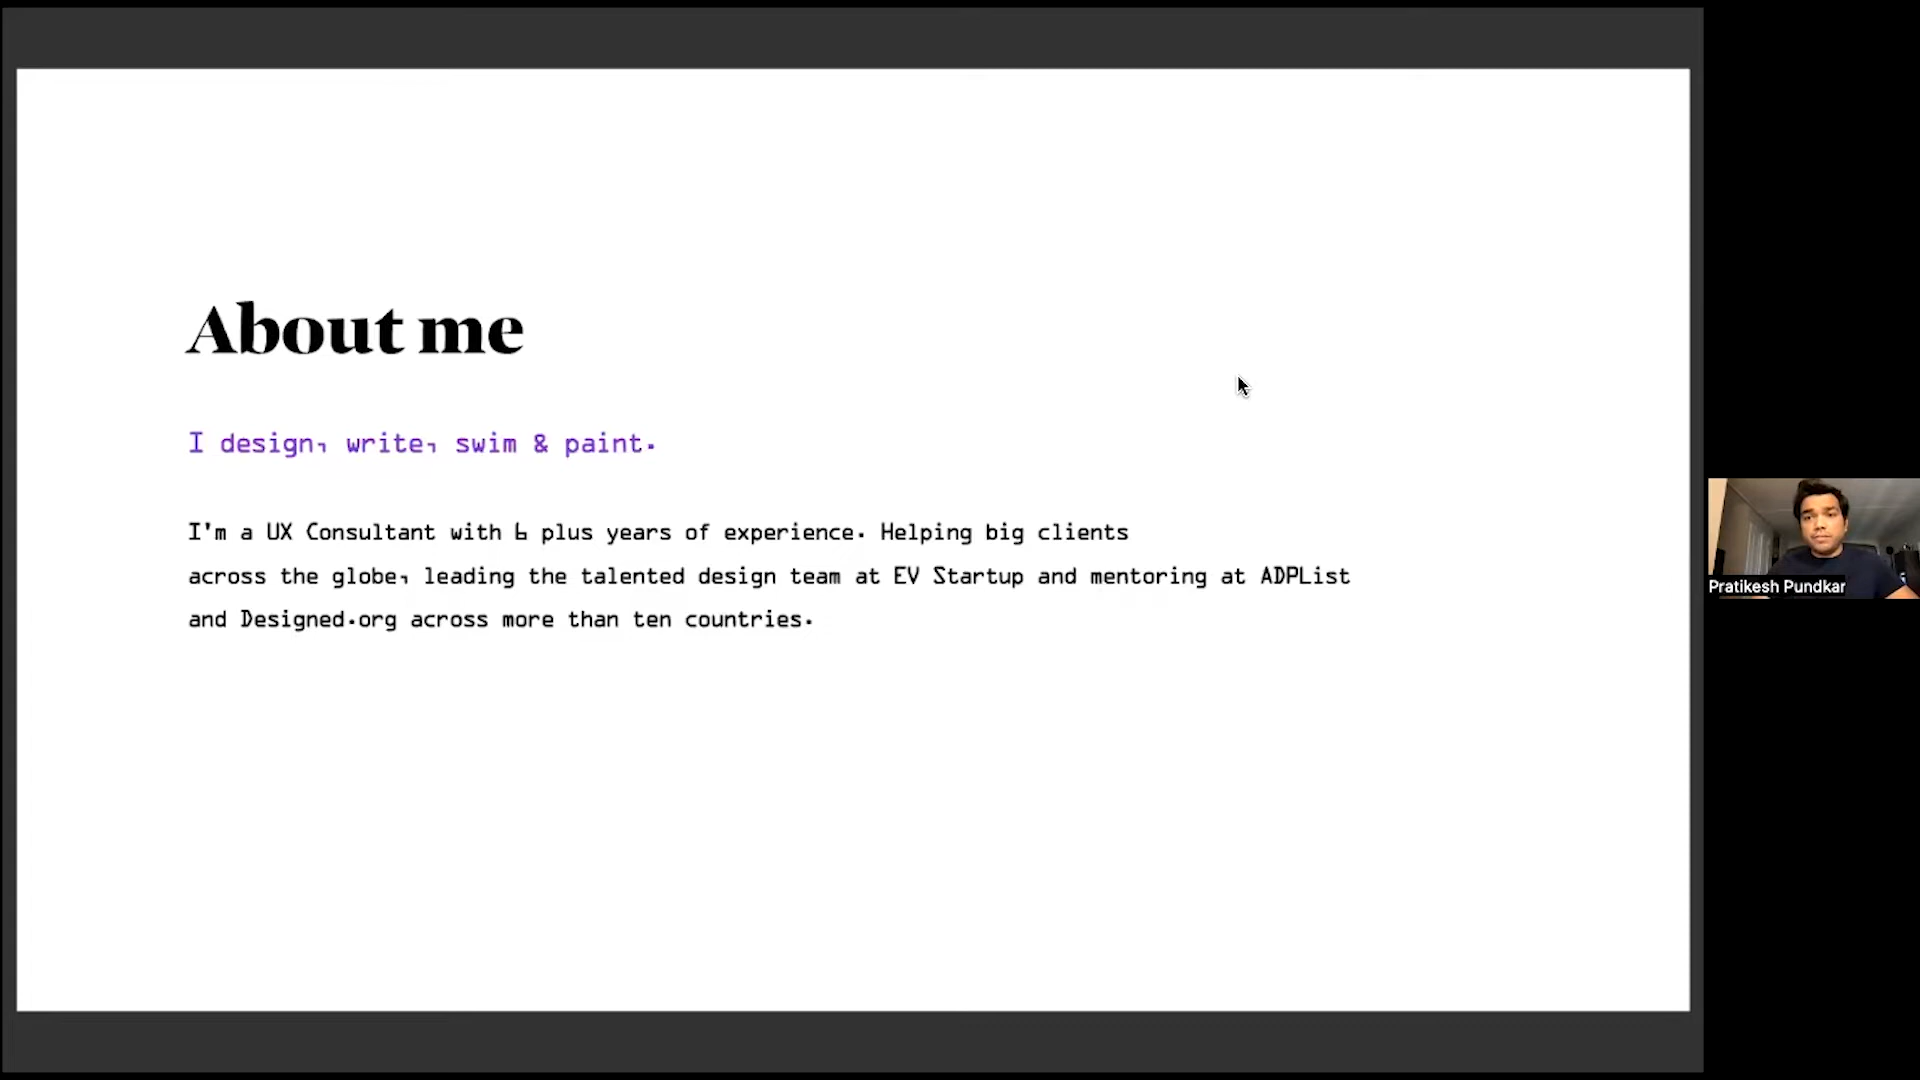 About me
I design, write, swim & paint.
I'm a UX Consultant with 6 plus years of experience. Helping big clients
across the globe, leading the talented design team at EV Startup and mentoring at ADPList
and Designed.org across more than ten countries.
Pratikesh Pundkar